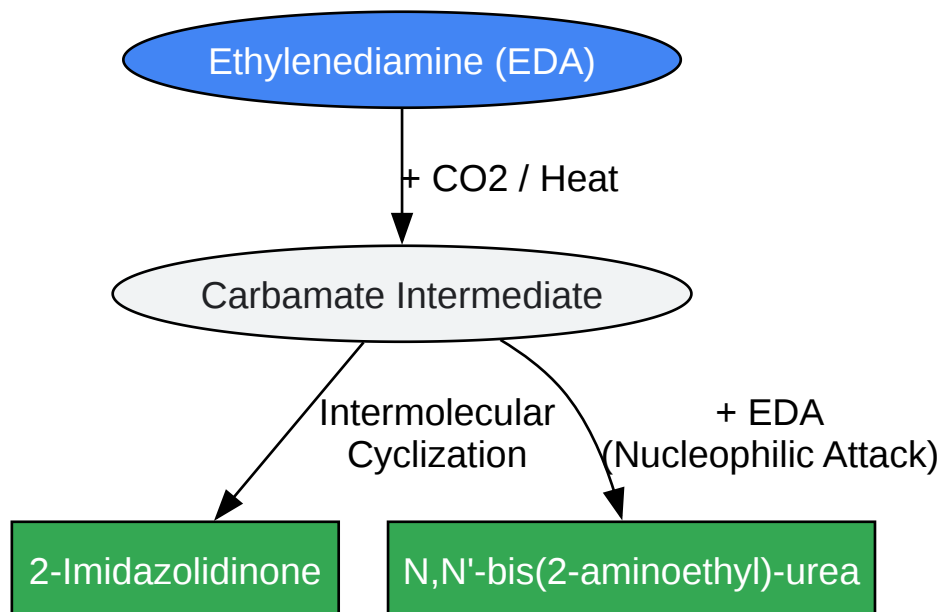 Ethylenediamine (EDA)
+ CO2 / Heat
Carbamate Intermediate
Intermolecular
Cyclization
+ EDA
(Nucleophilic Attack)
2-Imidazolidinone
N,N'-bis(2-aminoethyl)-urea